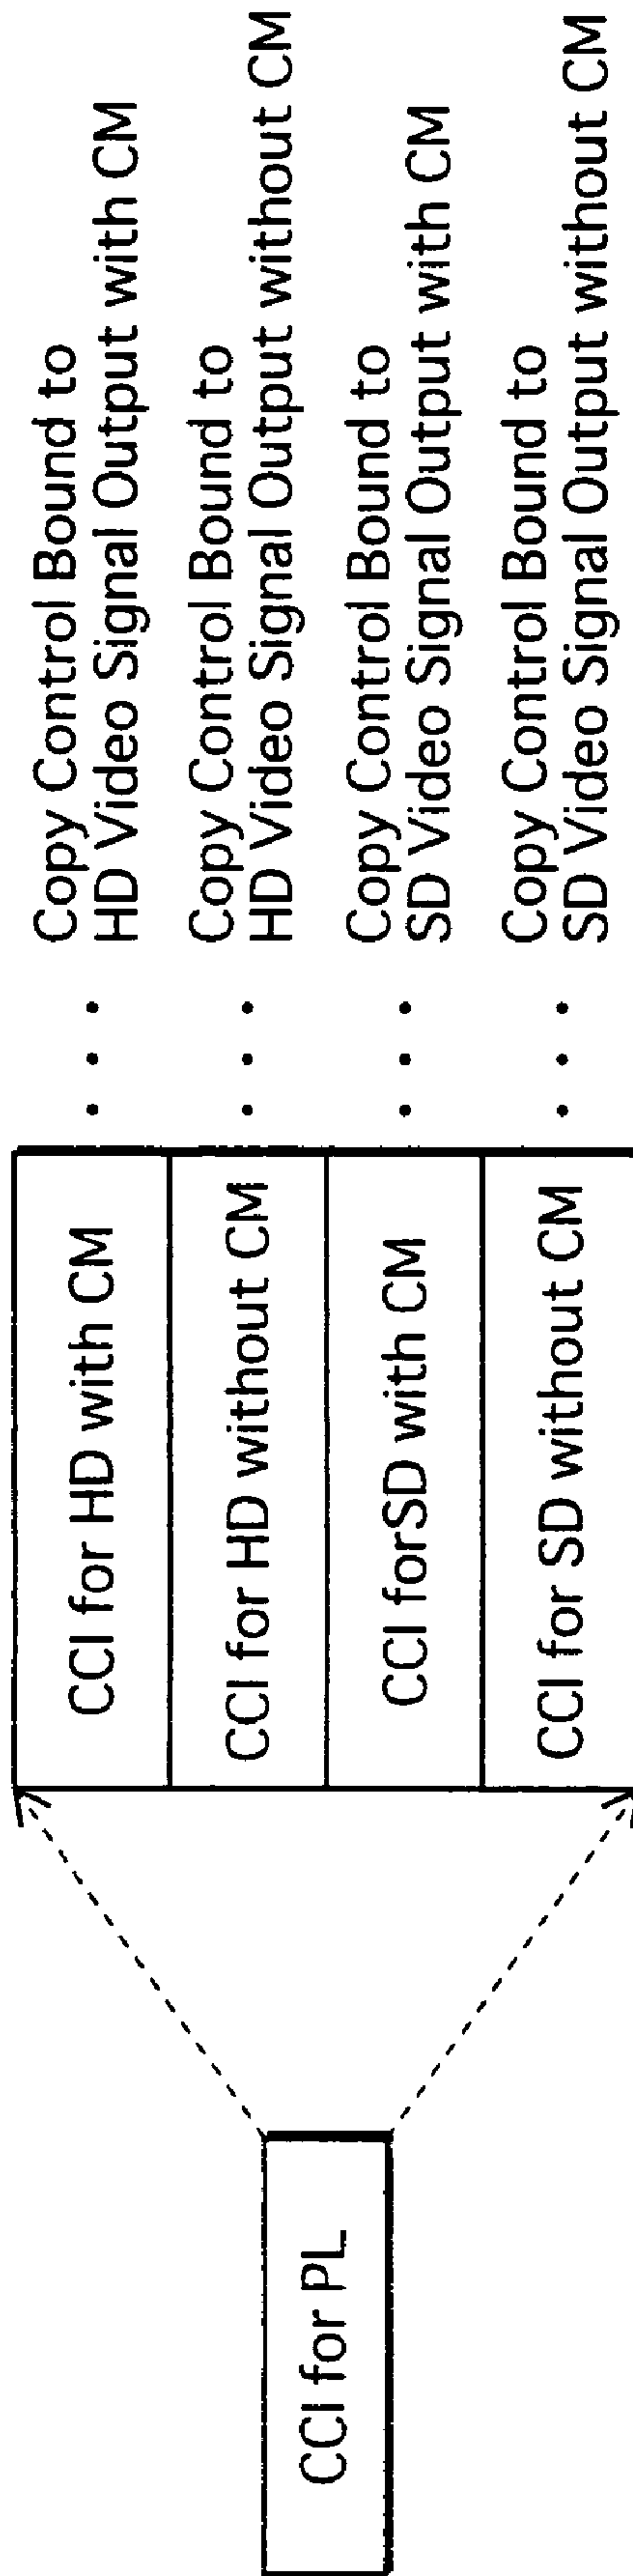 CCI for PL
CCI for HD with CM
Copy Control Bound to
HD Video Signal Output with CM
CCI for HD without CM
Copy Control Bound to
HD Video Signal Output without CM
CCI forSD with CM
Copy Control Bound to
SD Video Signal Output with CM
CCI for SD without CM
Copy Control Bound to
SD Video Signal Output without CM